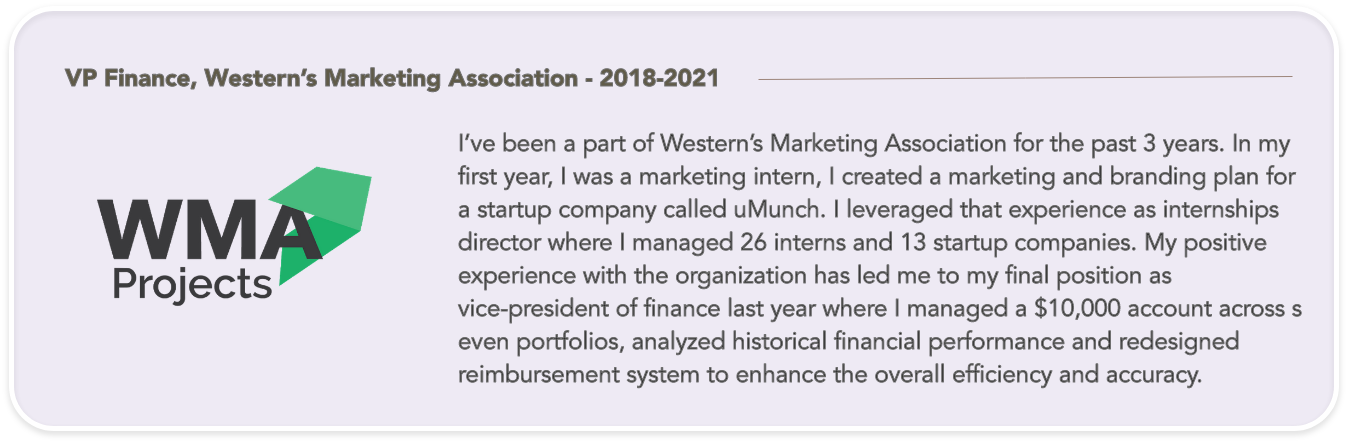 VP Finance, Western’s Marketing Association - 2018-2021
WMA
Projects
I’ve been a part of Western’s Marketing Association for the past 3 years. In my
first year, I was a marketing intern, I created a marketing and branding plan for
a startup company called uMunch. I leveraged that experience as internships
director where I managed 26 interns and 13 startup companies. My positive
experience with the organization has led me to my final position as
vice-president of finance last year where I managed a $10,000 account across s
even portfolios, analyzed historical financial performance and redesigned
reimbursement system to enhance the overall efficiency and accuracy.